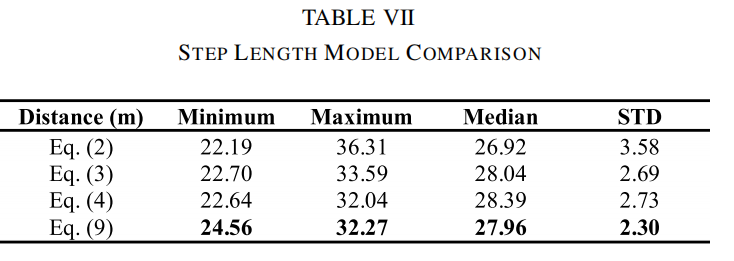 TABLE VII
STEP LENGTH MODEL COMPARISON
Distance (m) Minimum Maximum Median STD
Eq. (2) 22.19 36.31 26.92 3.58
Eq. (3) 22.70 33.59 28.04 2.69
Eq. (4) 22.64 32.04 28.39 2.73
Eq. (9) 24.56 32.27 27.96 2.30